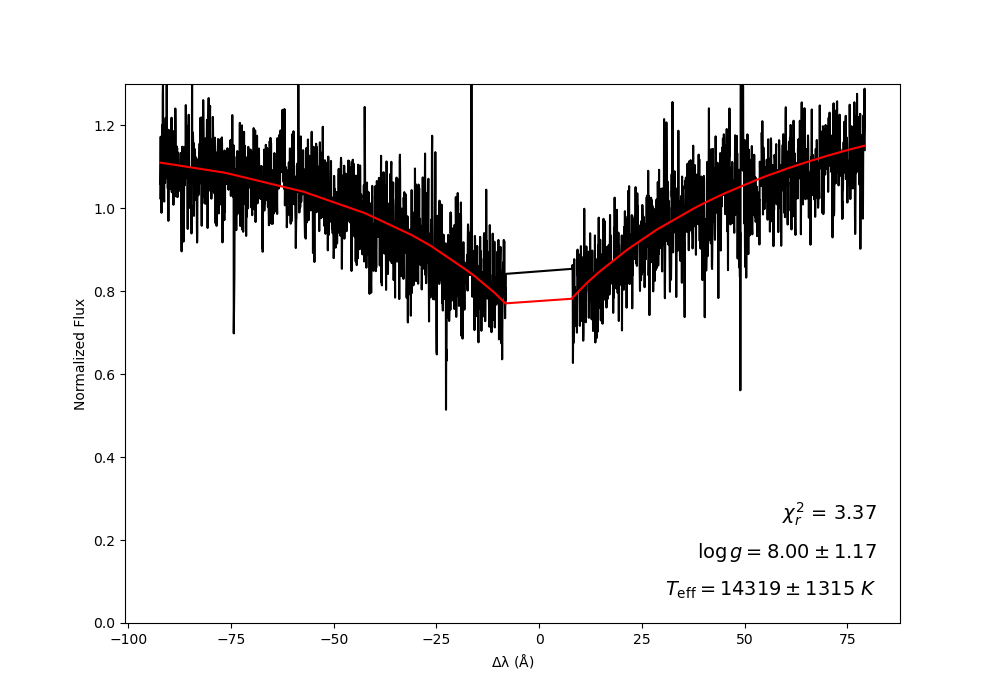 1.2
1.0
0.8
0.6
0.4
0.2
0.0
Normalized Flux
χ²ᵣ = 3.37
log g = 8.00 ± 1.17
T_eff = 14319 ± 1315 K
−100 −75 −50 −25 0 25 50 75
Δλ (Å)